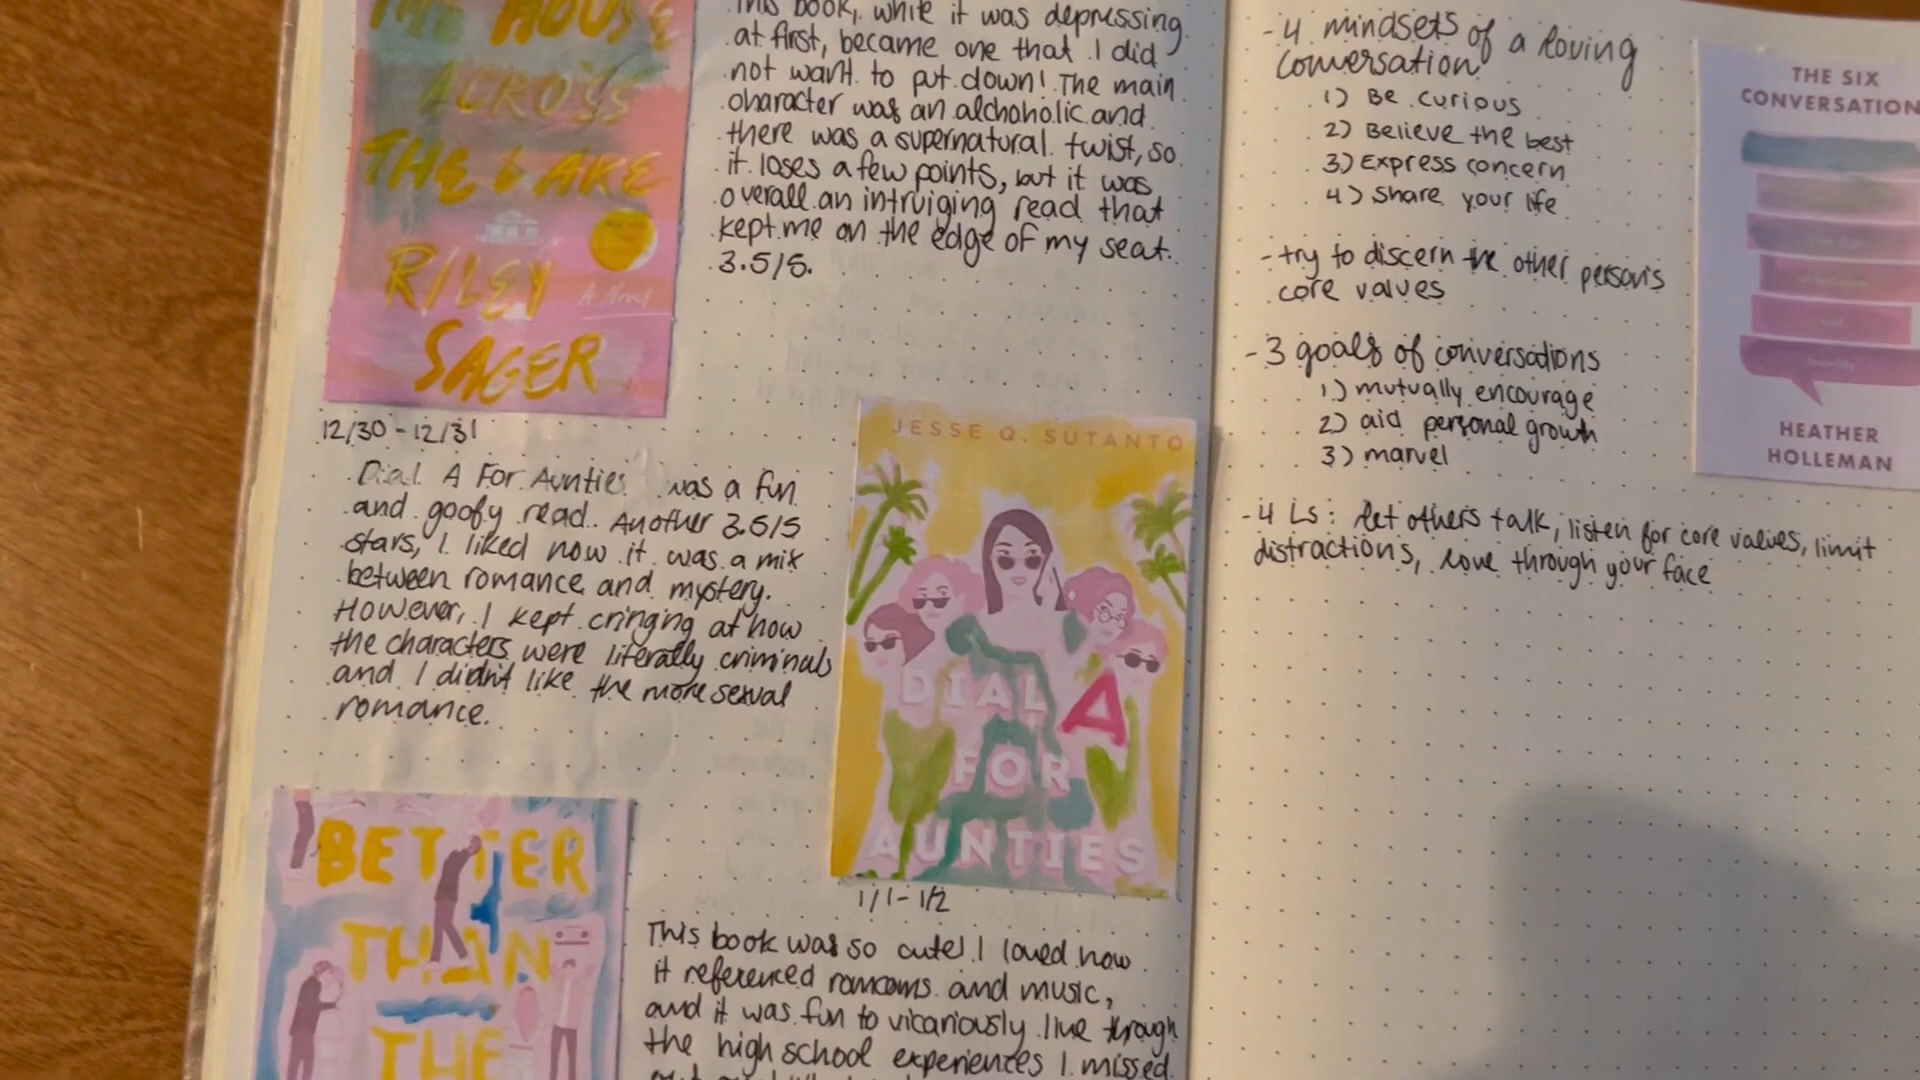 THE HOUSE
ACROSS
THE LAKE
RILEY
A Novel
SAGER
12/30 - 12/31
This book, while it was depressing
at first, became one that I did
not want to put down! The main
character was an alchoholic and
there was a supernatural twist, so
it loses a few points, but it was
overall an intruiging read that
kept me on the edge of my seat.
3.5/5.
Dial A For Aunties was a fun
and goofy read. Another 3.5/5
stars, I liked how it was a mix
between romance and mystery.
However, I kept cringing at how
the characters were literally criminals
and I didn't like the more sexual
romance.
JESSE Q. SUTANTO
DIAL A
FOR
AUNTIES
1/1 - 1/2
BETTER
THAN
THE
This book was so cute! I loved how
it referenced romcoms and music,
and it was fun to vicariously live through
the high school experiences I missed
- 4 mindsets of a loving
conversation
1) Be curious
2) Believe the best
3) Express concern
4) Share your life
- try to discern the other person's
core values
- 3 goals of conversations
1) mutually encourage
2) aid personal growth
3) marvel
- 4 Ls: let others talk, listen for core values, limit
distractions, love through your face
THE SIX
CONVERSATION
HEATHER
HOLLEMAN